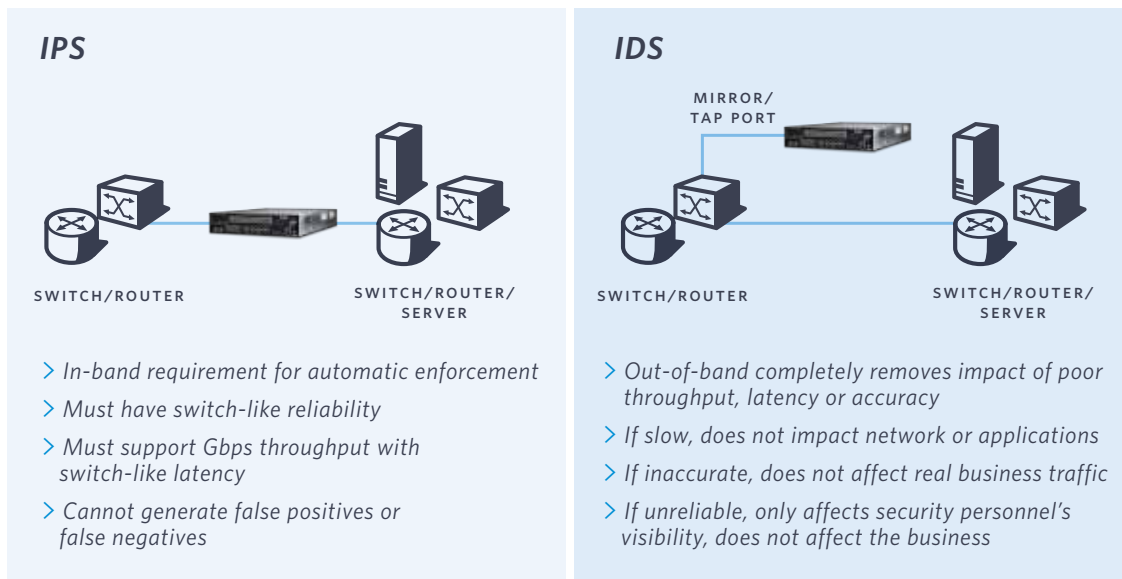 IPS
SWITCH/ROUTER
SWITCH/ROUTER/
SERVER
> In-band requirement for automatic enforcement
> Must have switch-like reliability
> Must support Gbps throughput with
switch-like latency
> Cannot generate false positives or
false negatives
IDS
MIRROR/
TAP PORT
SWITCH/ROUTER
SWITCH/ROUTER/
SERVER
> Out-of-band completely removes impact of poor
throughput, latency or accuracy
> If slow, does not impact network or applications
> If inaccurate, does not affect real business traffic
> If unreliable, only affects security personnel's
visibility, does not affect the business